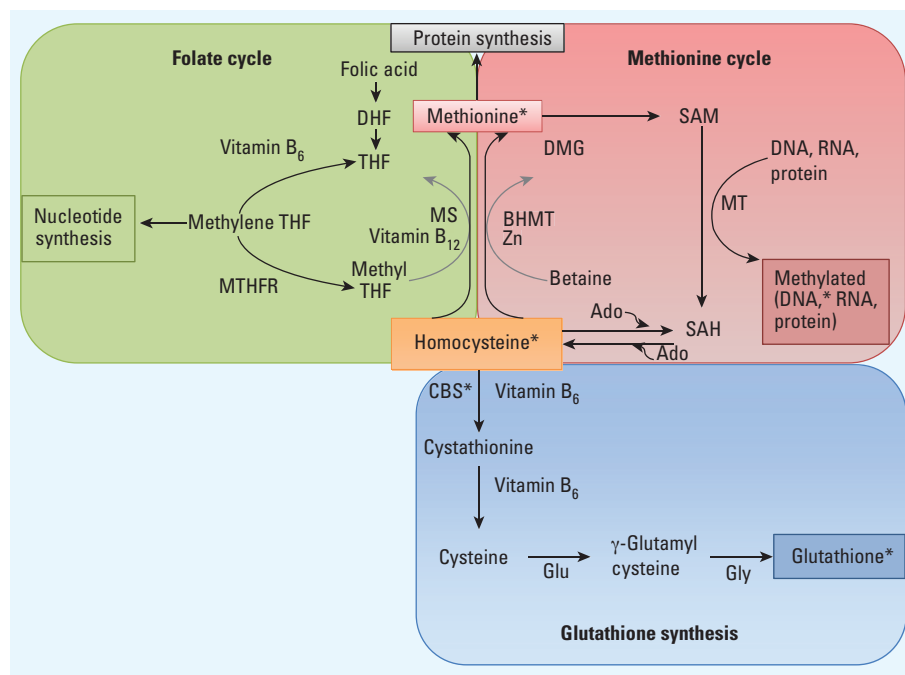 Protein synthesis
Folate cycle
Methionine cycle
Folic acid
DHF
THF
Vitamin B₆
Methionine*
SAM
DMG
DNA, RNA,
protein
MT
Nucleotide
synthesis
Methylene THF
MS
Vitamin B₁₂
BHMT
Zn
MTHFR
Methyl
THF
Betaine
Methylated
(DNA,* RNA,
protein)
Homocysteine*
Ado
SAH
Ado
CBS*
Vitamin B₆
Cystathionine
Vitamin B₆
Cysteine
Glu
γ-Glutamyl
cysteine
Gly
Glutathione*
Glutathione synthesis